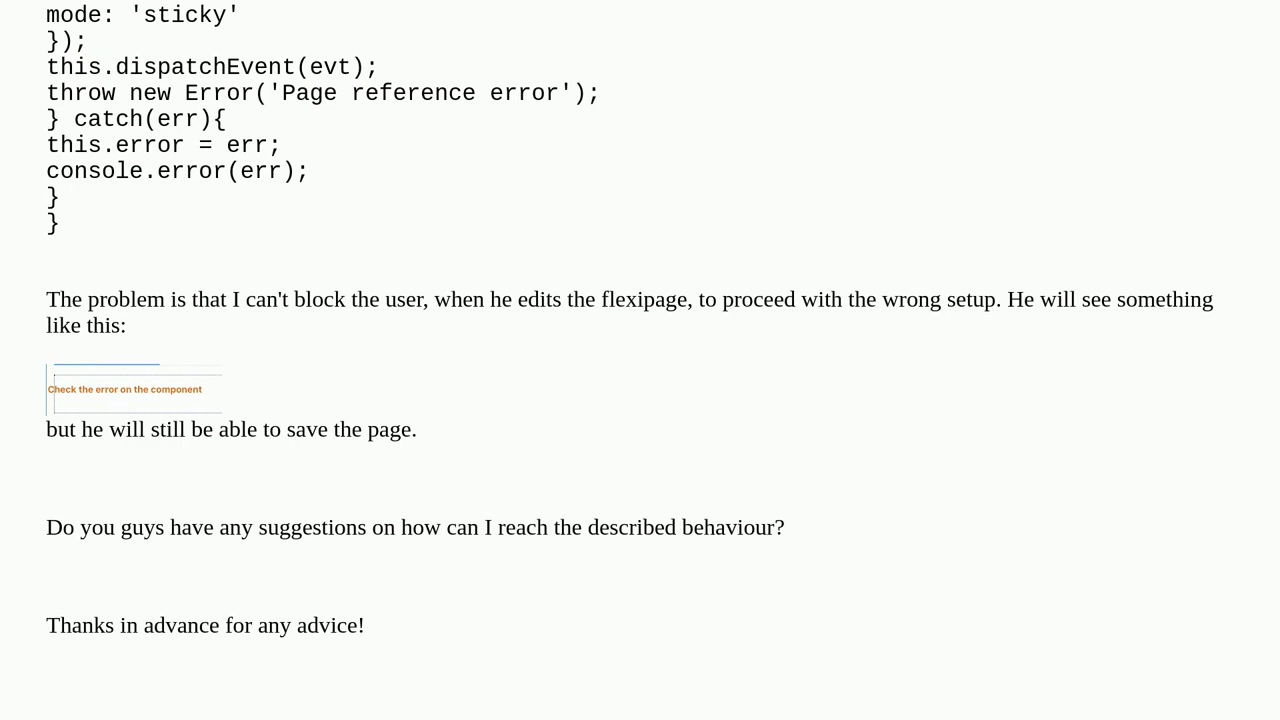 mode: 'sticky'
});
this.dispatchEvent(evt);
throw new Error('Page reference error');
} catch(err){
this.error = err;
console.error(err);
}
}
The problem is that I can't block the user, when he edits the flexipage, to proceed with the wrong setup. He will see something
like this:
Check the error on the component
but he will still be able to save the page.
Do you guys have any suggestions on how can I reach the described behaviour?
Thanks in advance for any advice!